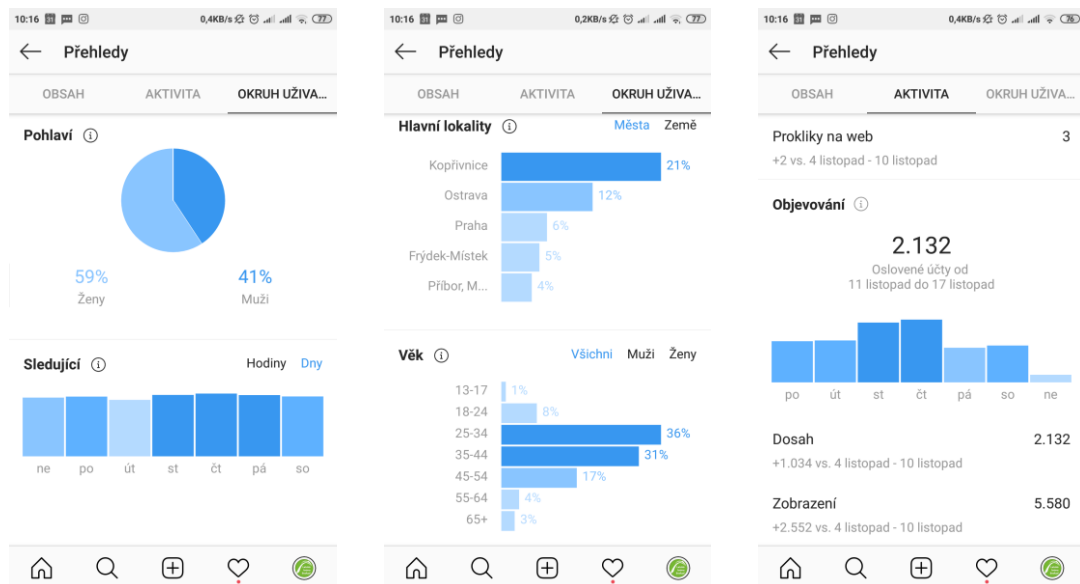 10:16 31 0,4KB/s 77
Přehledy
OBSAH AKTIVITA OKRUH UŽIVA...
Pohlaví
59% 41%
Ženy Muži
Sledující Hodiny Dny
ne po út st čt pá so
10:16 31 0,2KB/s 77
Přehledy
OBSAH AKTIVITA OKRUH UŽIVA...
Hlavní lokality Města Země
Kopřivnice 21%
Ostrava 12%
Praha 6%
Frýdek-Místek 5%
Příbor, M... 4%
Věk Všichni Muži Ženy
13-17 1%
18-24 8%
25-34 36%
35-44 31%
45-54 17%
55-64 4%
65+ 3%
10:16 31 0,4KB/s 76
Přehledy
OBSAH AKTIVITA OKRUH UŽIVA...
Prokliky na web 3
+2 vs. 4 listopad - 10 listopad
Objevování
2.132
Oslovené účty od
11 listopad do 17 listopad
po út st čt pá so ne
Dosah 2.132
+1.034 vs. 4 listopad - 10 listopad
Zobrazení 5.580
+2.552 vs. 4 listopad - 10 listopad